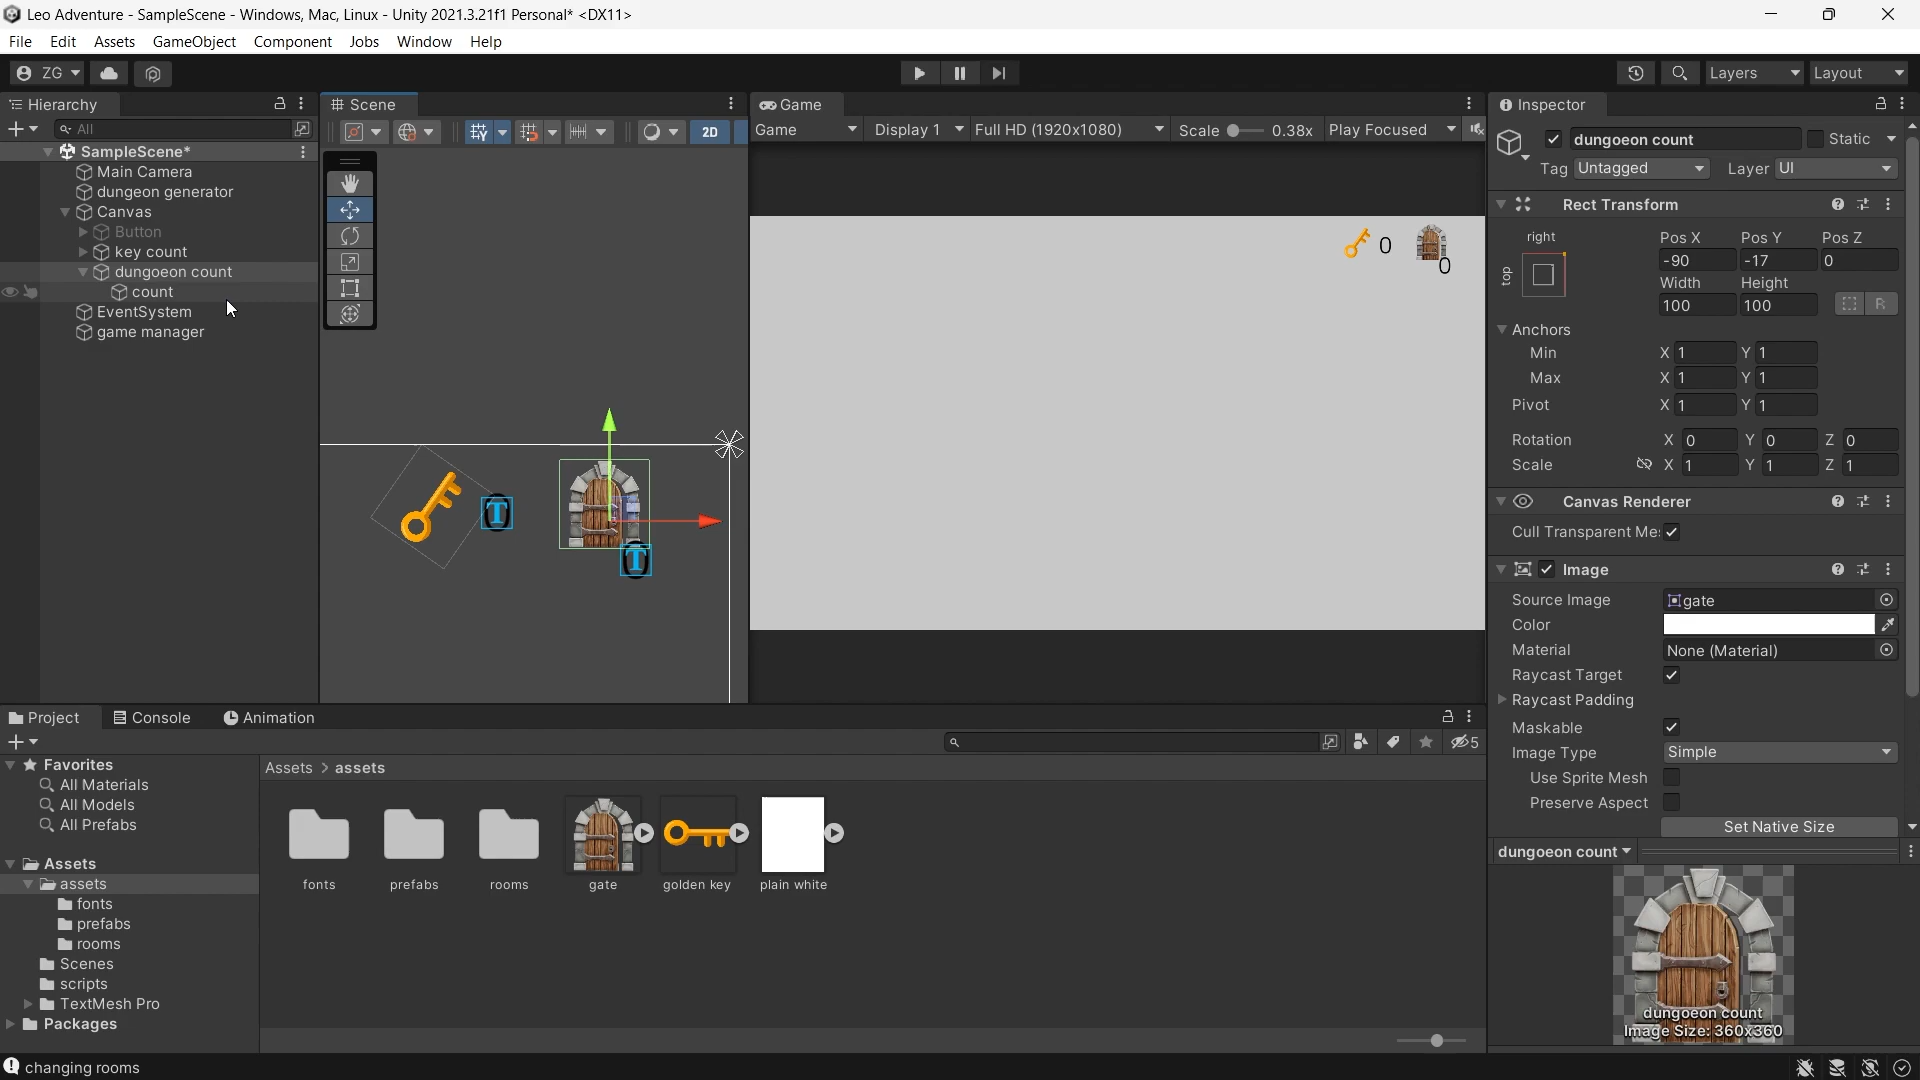 Leo Adventure - SampleScene - Windows, Mac, Linux - Unity 2021.3.21f1 Personal* <DX11>
File Edit Assets GameObject Component Jobs Window Help
ZG Layers Layout
Hierarchy
All
SampleScene*
Main Camera
dungeon generator
Canvas
Button
key count
dungoeon count
count
EventSystem
game manager
Scene
2D
Game
Game Display 1 Full HD (1920x1080) Scale 0.38x Play Focused
0
0
T
T
Inspector
dungoeon count Static
Tag Untagged Layer UI
Rect Transform
right
top
Pos X Pos Y Pos Z
-90 -17 0
Width Height
100 100 R
Anchors
Min X 1 Y 1
Max X 1 Y 1
Pivot X 1 Y 1
Rotation X 0 Y 0 Z 0
Scale X 1 Y 1 Z 1
Canvas Renderer
Cull Transparent Me
Image
Source Image gate
Color
Material None (Material)
Raycast Target
Raycast Padding
Maskable
Image Type Simple
Use Sprite Mesh
Preserve Aspect
Set Native Size
dungoeon count
dungoeon count
Image Size: 360x360
Project Console Animation
5
Favorites
All Materials
All Models
All Prefabs
Assets
assets
fonts
prefabs
rooms
Scenes
scripts
TextMesh Pro
Packages
Assets > assets
fonts prefabs rooms gate golden key plain white
changing rooms